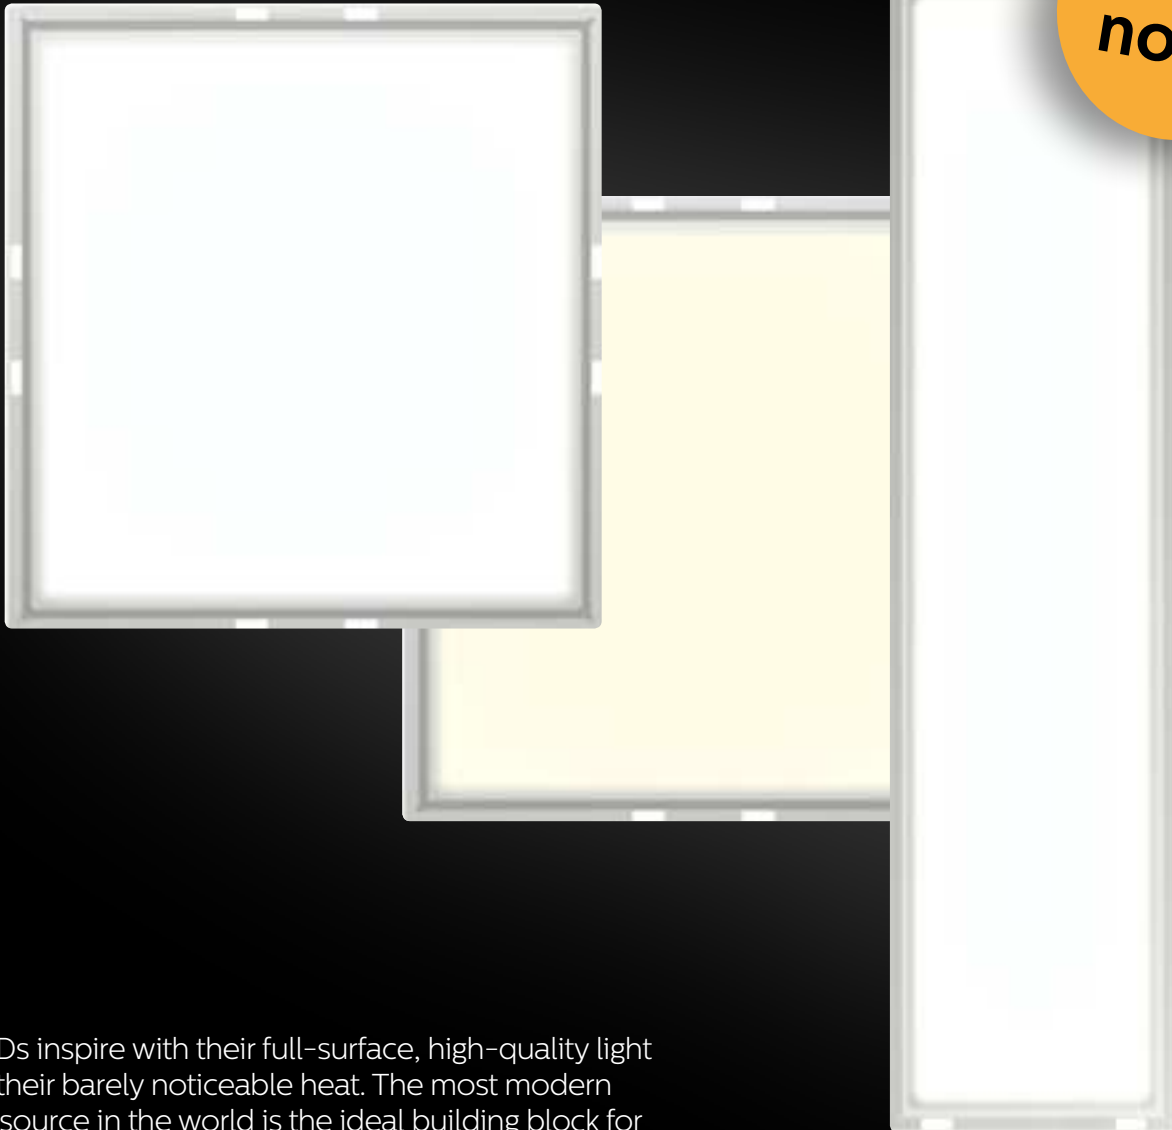 no
Ds inspire with their full-surface, high-quality light
their barely noticeable heat. The most modern
source in the world is the ideal building block for